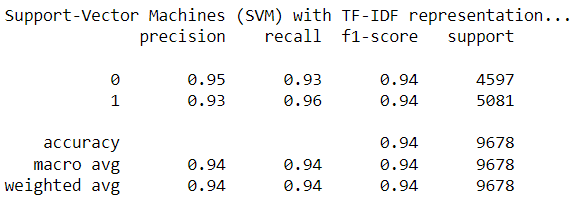 Support-Vector Machines (SVM) with TF-IDF representation...
precision recall f1-score support
0 0.95 0.93 0.94 4597
1 0.93 0.96 0.94 5081
accuracy 0.94 9678
macro avg 0.94 0.94 0.94 9678
weighted avg 0.94 0.94 0.94 9678